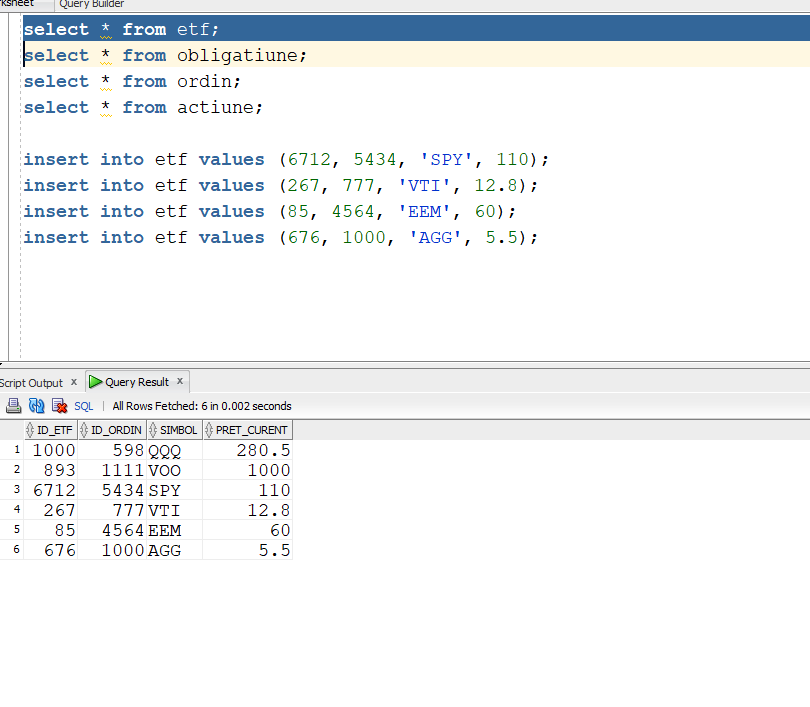 ksheet Query Builder
select * from etf;
select * from obligatiune;
select * from ordin;
select * from actiune;
insert into etf values (6712, 5434, 'SPY', 110);
insert into etf values (267, 777, 'VTI', 12.8);
insert into etf values (85, 4564, 'EEM', 60);
insert into etf values (676, 1000, 'AGG', 5.5);
Script Output x Query Result x
SQL | All Rows Fetched: 6 in 0.002 seconds
ID_ETF ID_ORDIN SIMBOL PRET_CURENT
1 1000 598 QQQ 280.5
2 893 1111 VOO 1000
3 6712 5434 SPY 110
4 267 777 VTI 12.8
5 85 4564 EEM 60
6 676 1000 AGG 5.5